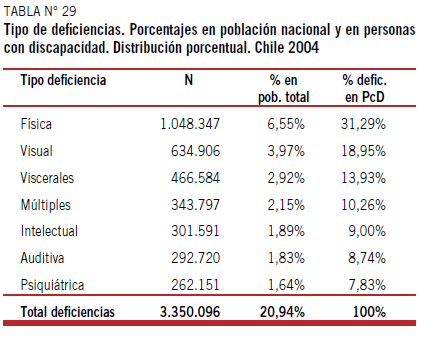 TABLA N° 29
Tipo de deficiencias. Porcentajes en población nacional y en personas
con discapacidad. Distribución porcentual. Chile 2004
Tipo deficiencia N % en pob. total % defic. en PcD
Física 1.048.347 6,55% 31,29%
Visual 634.906 3,97% 18,95%
Viscerales 466.584 2,92% 13,93%
Múltiples 343.797 2,15% 10,26%
Intelectual 301.591 1,89% 9,00%
Auditiva 292.720 1,83% 8,74%
Psiquiátrica 262.151 1,64% 7,83%
Total deficiencias 3.350.096 20,94% 100%